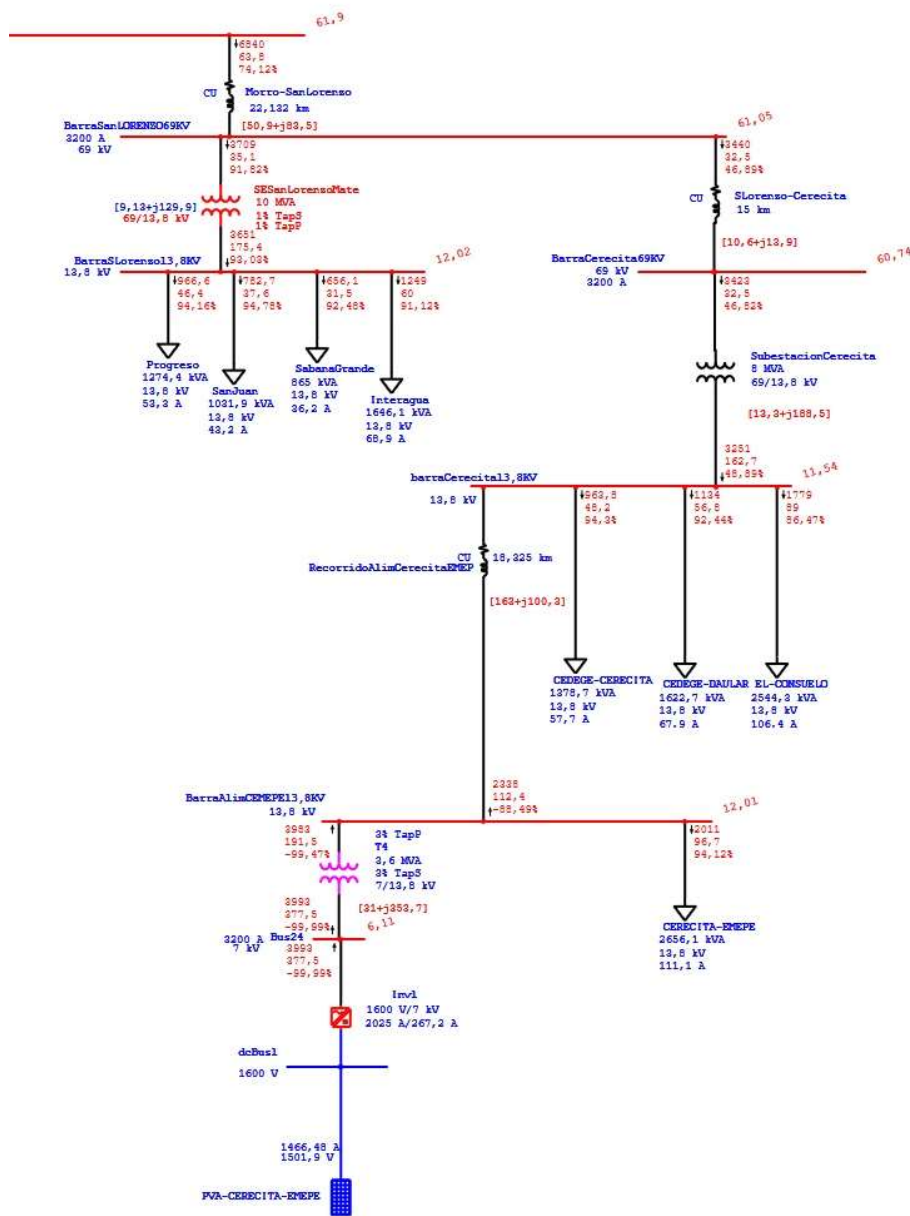 61,9
6840
63,8
74,12%
CU
Morro-SanLorenzo
22,132 km
BarraSanLORENZO69KV
3200 A
69 kV
[50,9+j83,5]
61,05
3709
35,1
91,82%
3440
32,5
46,89%
[9,13+j129,9]
69/13,8 kV
SESanLorenzoMate
10 MVA
1% TapS
1% TapP
CU
SLorenzo-Cerecita
15 km
3651
175,4
93,03%
[10,6+j13,9]
BarraSLorenzo13,8KV
13,8 kV
12,02
BarraCerecita69KV
69 kV
3200 A
60,74
966,6
46,4
94,16%
782,7
37,6
94,78%
656,1
31,5
92,48%
1249
60
91,12%
3423
32,5
46,82%
Progreso
1274,4 kVA
13,8 kV
53,3 A
SanJuan
1031,9 kVA
13,8 kV
43,2 A
SabanaGrande
865 kVA
13,8 kV
36,2 A
Interagua
1646,1 kVA
13,8 kV
68,9 A
SubestacionCerecita
8 MVA
69/13,8 kV
[13,3+j188,5]
3251
162,7
48,89%
barraCerecita13,8KV
13,8 kV
11,54
963,8
48,2
94,3%
1134
56,8
92,44%
1779
89
86,47%
CU
18,325 km
RecorridoAlimCerecitaEMEP
[163+j100,3]
CEDEGE-CERECITA
1378,7 kVA
13,8 kV
57,7 A
CEDEGE-DAULAR
1622,7 kVA
13,8 kV
67,9 A
EL-CONSUELO
2544,3 kVA
13,8 kV
106,4 A
2338
112,4
-88,49%
BarraAlimCEMEPE13,8KV
13,8 kV
12,01
3983
191,5
-99,47%
3% TapP
T4
3,6 MVA
3% TapS
7/13,8 kV
2011
96,7
94,12%
3993
377,5
-99,99%
[31+j353,7]
3200 A
7 kV
Bus24
6,11
3993
377,5
-99,99%
CERECITA-EMEPE
2656,1 kVA
13,8 kV
111,1 A
Inv1
1600 V/7 kV
2025 A/267,2 A
dcBus1
1600 V
1466,48 A
1501,9 V
PVA-CERECITA-EMEPE